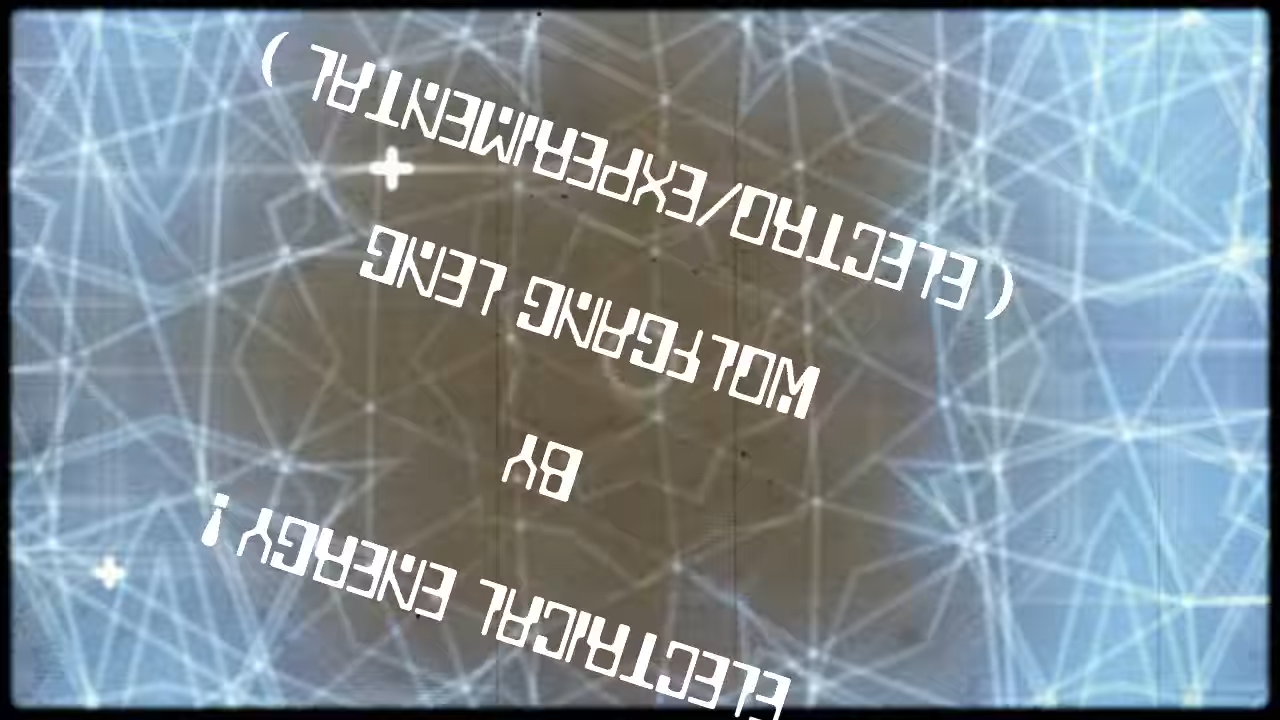 ELECTRICAL ENERGY !
BY
WOLFGANG LENG
( ELECTRO/EXPERIMENTAL )